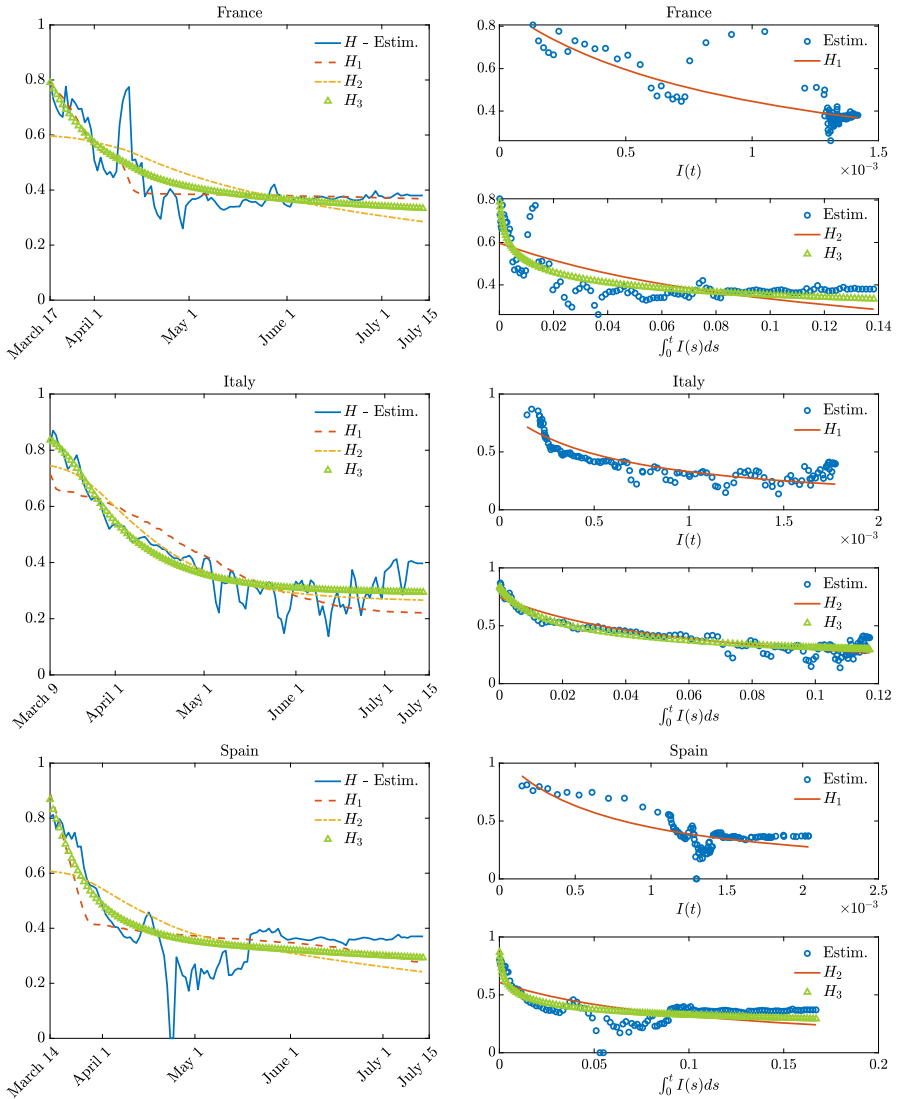 France
1
0.8
0.6
0.4
0.2
0
H - Estim.
H₁
H₂
H₃
March 17
April 1
May 1
June 1
July 1
July 15
France
0.8
0.6
0.4
Estim.
H₁
0
0.5
1
1.5
×10⁻³
I(t)
0.8
0.6
0.4
Estim.
H₂
H₃
0
0.02
0.04
0.06
0.08
0.1
0.12
0.14
∫₀ᵗ I(s)ds
Italy
1
0.8
0.6
0.4
0.2
0
H - Estim.
H₁
H₂
H₃
March 9
April 1
May 1
June 1
July 1
July 15
Italy
1
0.5
0
Estim.
H₁
0
0.5
1
1.5
2
×10⁻³
I(t)
1
0.5
0
Estim.
H₂
H₃
0
0.02
0.04
0.06
0.08
0.1
0.12
∫₀ᵗ I(s)ds
Spain
1
0.8
0.6
0.4
0.2
0
H - Estim.
H₁
H₂
H₃
March 14
April 1
May 1
June 1
July 1
July 15
Spain
1
0.5
0
Estim.
H₁
0
0.5
1
1.5
2
2.5
×10⁻³
I(t)
1
0.5
0
Estim.
H₂
H₃
0
0.05
0.1
0.15
0.2
∫₀ᵗ I(s)ds